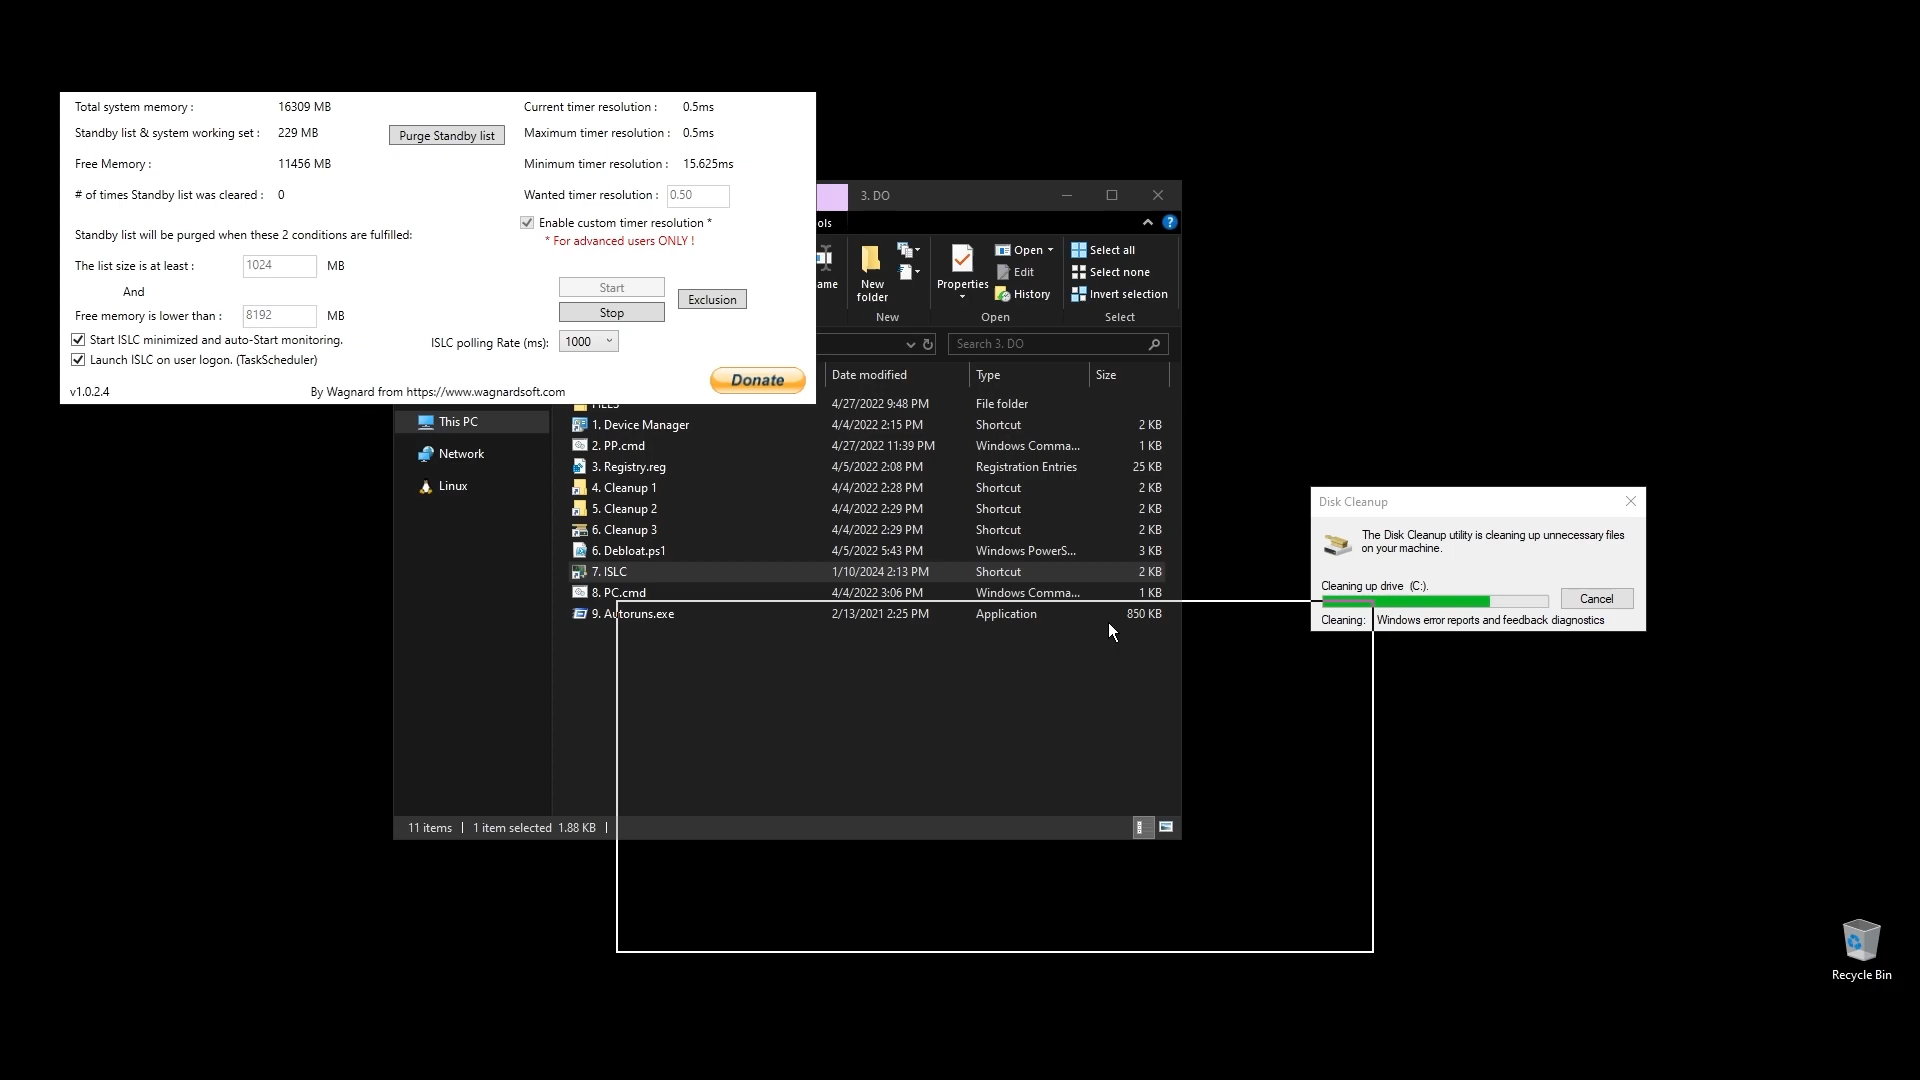 Total system memory : 16309 MB
Standby list & system working set : 229 MB
Purge Standby list
Free Memory : 11456 MB
# of times Standby list was cleared : 0
Standby list will be purged when these 2 conditions are fulfilled:
The list size is at least : 1024 MB
And
Free memory is lower than : 8192 MB
Start ISLC minimized and auto-Start monitoring.
Launch ISLC on user logon. (TaskScheduler)
v1.0.2.4
By Wagnard from https://www.wagnardsoft.com
Current timer resolution : 0.5ms
Maximum timer resolution : 0.5ms
Minimum timer resolution : 15.625ms
Wanted timer resolution : 0.50
Enable custom timer resolution *
* For advanced users ONLY !
Start
Stop
Exclusion
ISLC polling Rate (ms): 1000
Donate
3. DO
ols
?
ame
New
folder
New
Properties
Open
Edit
History
Open
Select all
Select none
Invert selection
Select
Search 3. DO
Date modified Type Size
4/27/2022 9:48 PM File folder
1. Device Manager 4/4/2022 2:15 PM Shortcut 2 KB
2. PP.cmd 4/27/2022 11:39 PM Windows Comma... 1 KB
3. Registry.reg 4/5/2022 2:08 PM Registration Entries 25 KB
4. Cleanup 1 4/4/2022 2:28 PM Shortcut 2 KB
5. Cleanup 2 4/4/2022 2:29 PM Shortcut 2 KB
6. Cleanup 3 4/4/2022 2:29 PM Shortcut 2 KB
6. Debloat.ps1 4/5/2022 5:43 PM Windows PowerS... 3 KB
7. ISLC 1/10/2024 2:13 PM Shortcut 2 KB
8. PC.cmd 4/4/2022 3:06 PM Windows Comma... 1 KB
9. Autoruns.exe 2/13/2021 2:25 PM Application 850 KB
This PC
Network
Linux
11 items 1 item selected 1.88 KB
Disk Cleanup
The Disk Cleanup utility is cleaning up unnecessary files
on your machine.
Cleaning up drive (C:).
Cancel
Cleaning: Windows error reports and feedback diagnostics
Recycle Bin